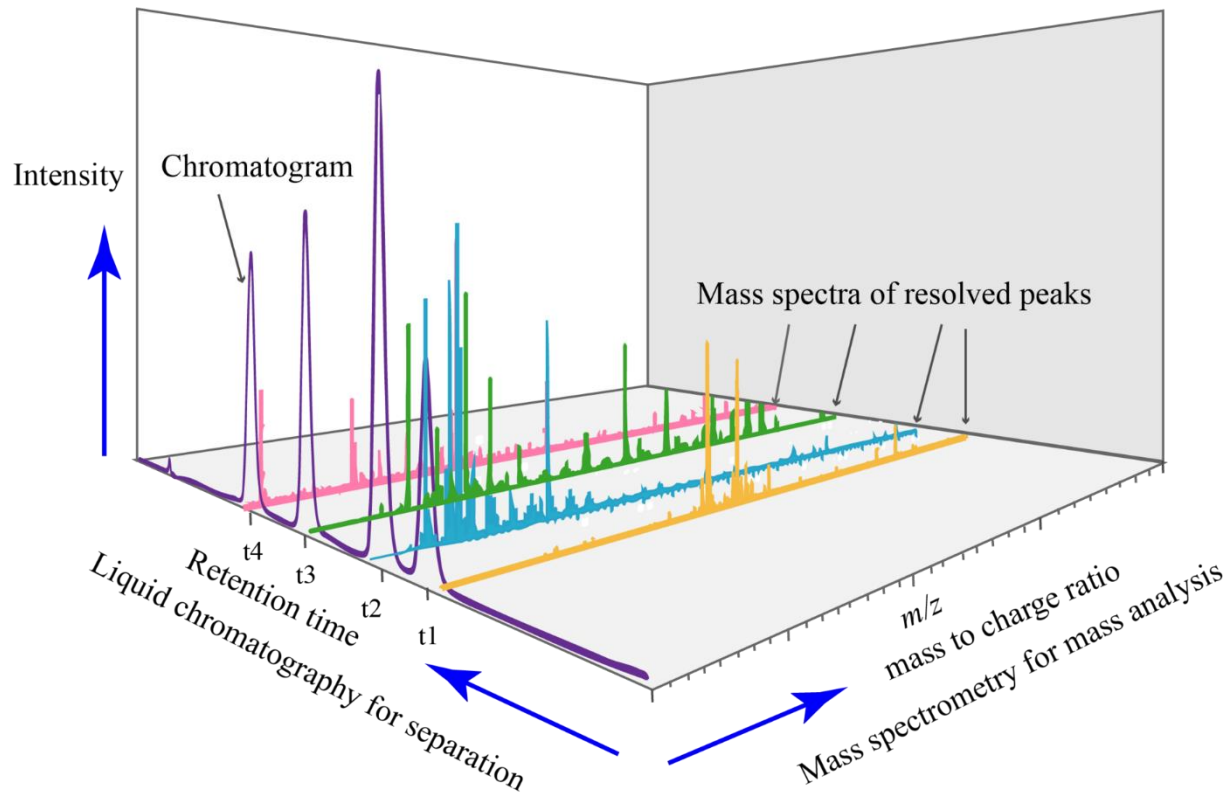 Intensity
Chromatogram
Mass spectra of resolved peaks
t4
t3
t2
t1
Retention time
Liquid chromatography for separation
m/z
mass to charge ratio
Mass spectrometry for mass analysis